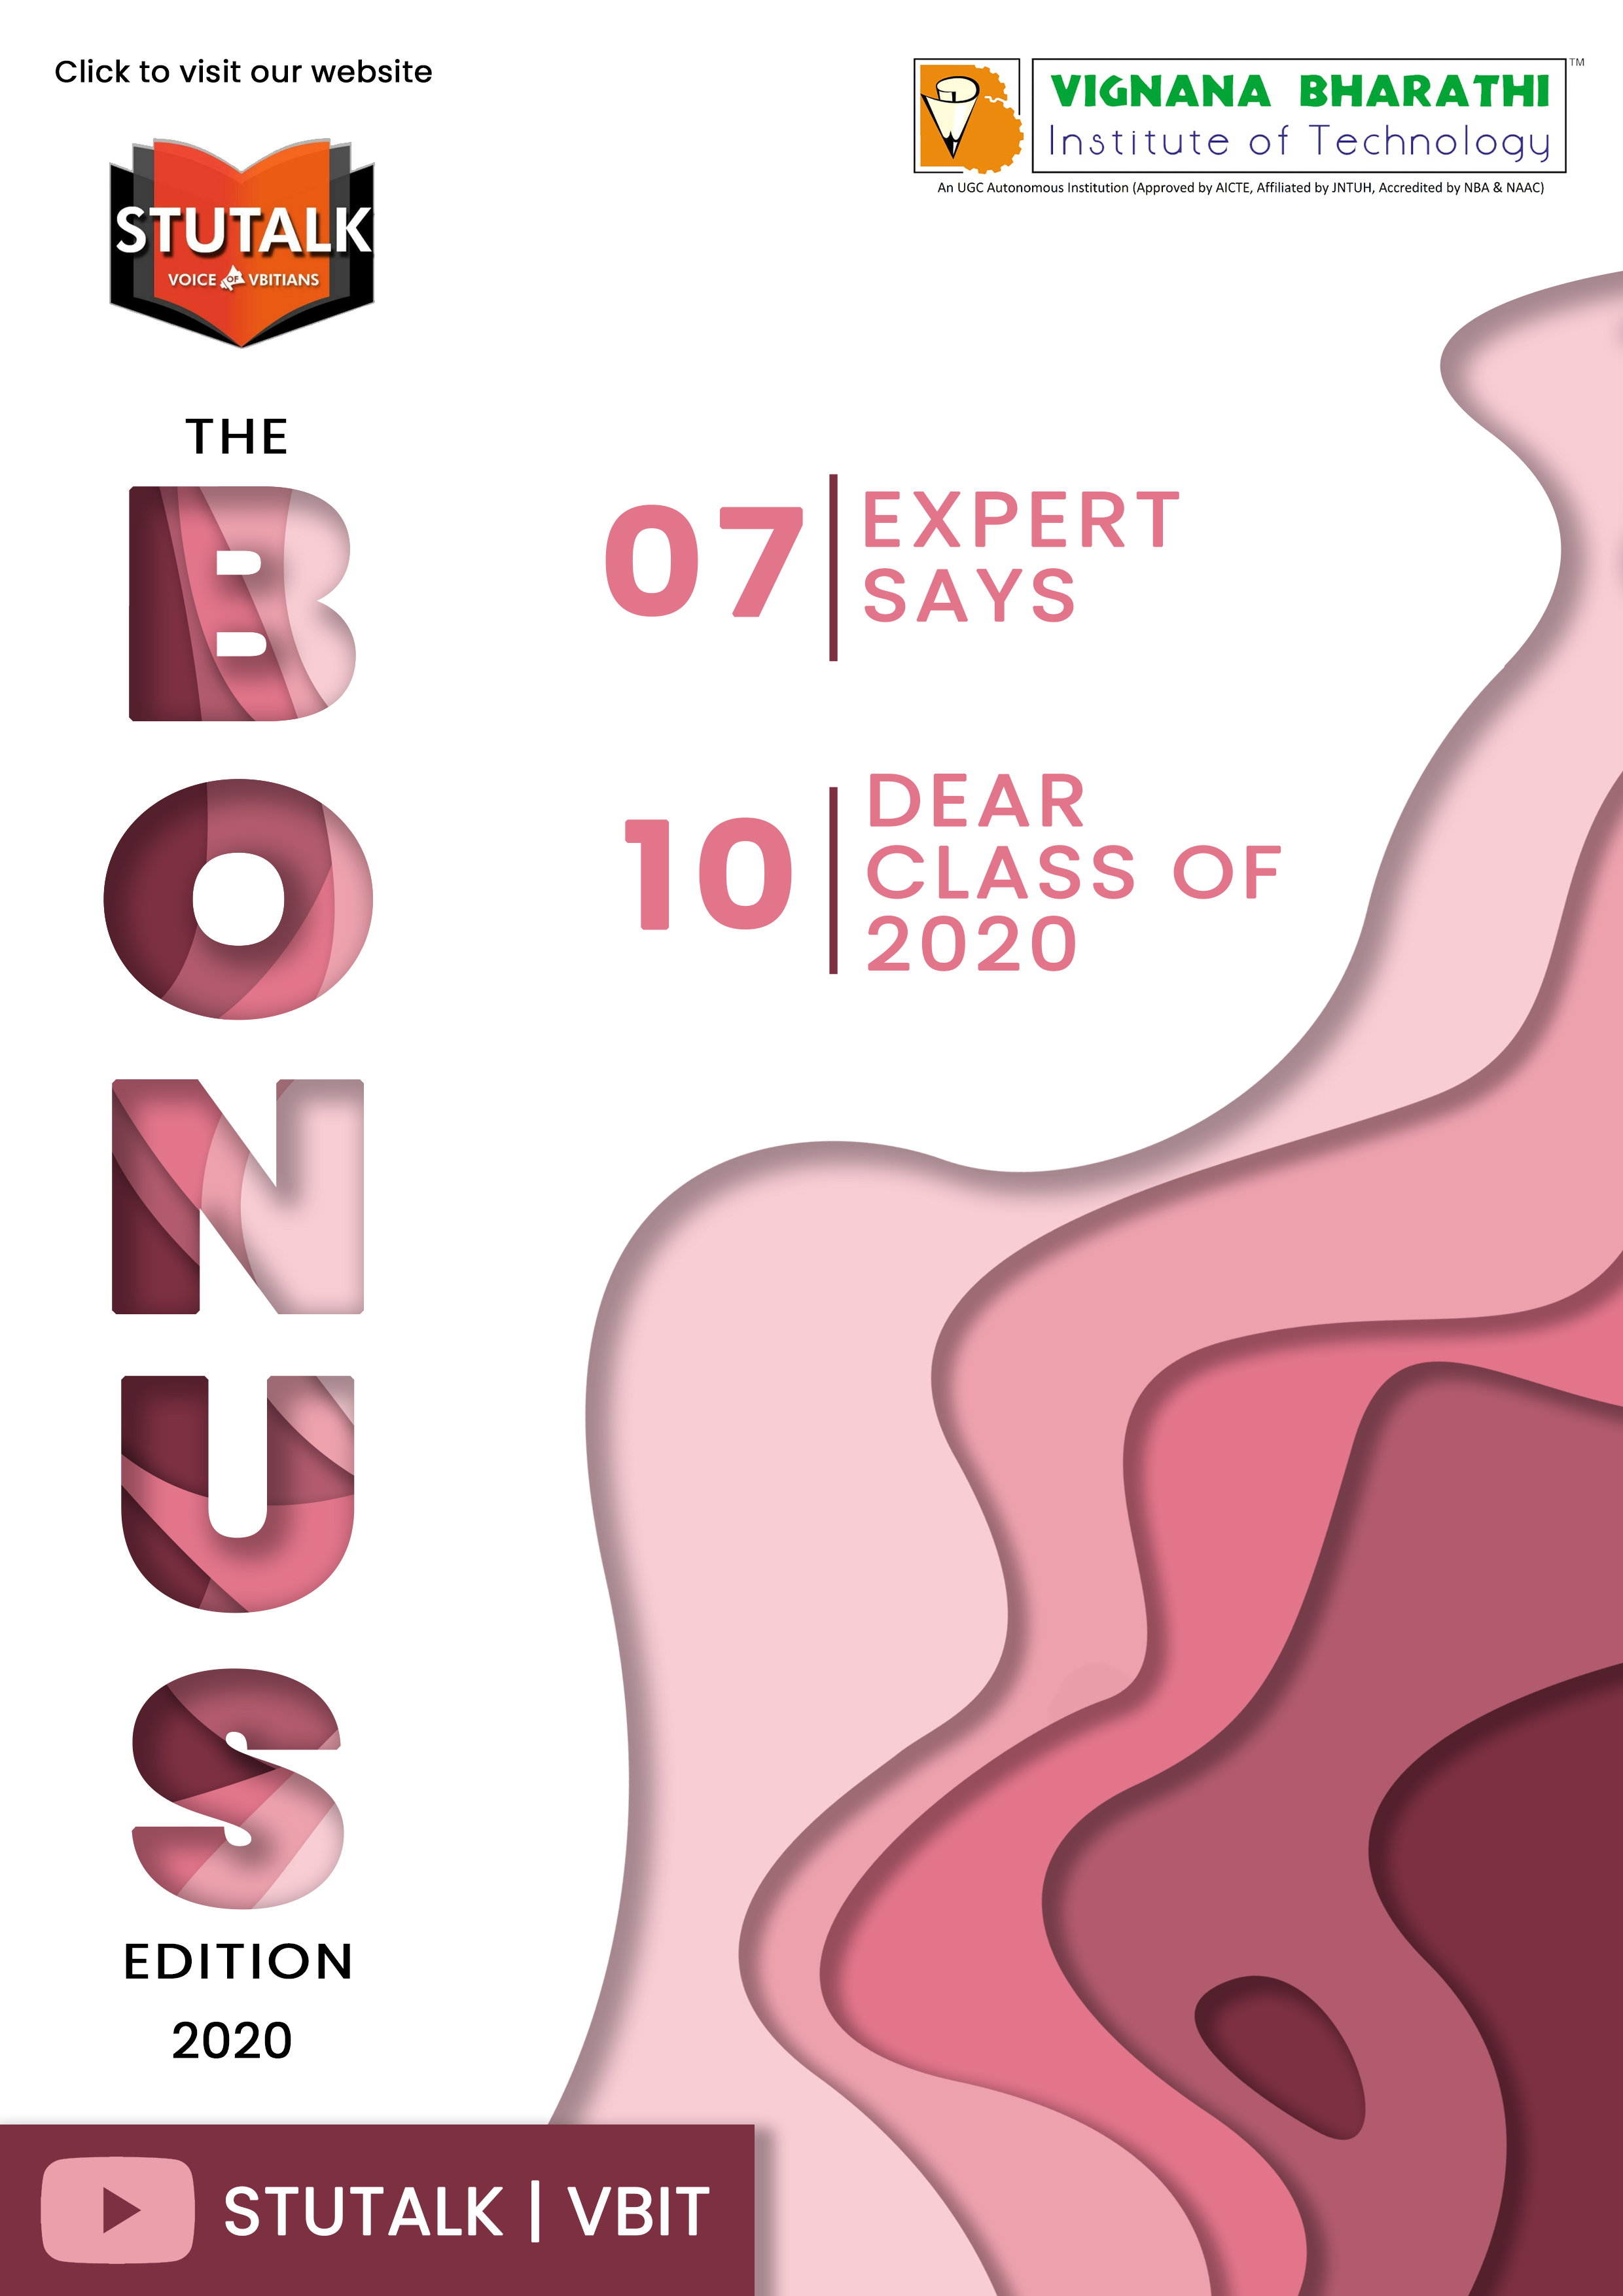 Click to visit our website
VIGNANA BHARATHI
TM
Institute of Technology
An UGC Autonomous Institution (Approved by AICTE, Affiliated by JNTUH, Accredited by NBA & NAAC)
STUTALK
VOICE OF VBITIANS
THE
BONUS
EDITION
2020
07
EXPERT
SAYS
10
DEAR
CLASS OF
2020
STUTALK | VBIT